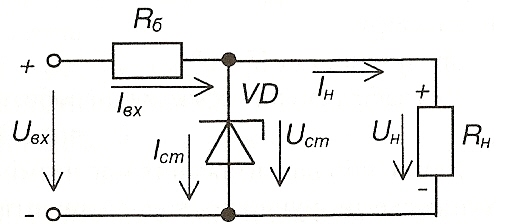 Rб
+ Iвх VD Iн +
Uвх Iст Uст Uн Rн
- -